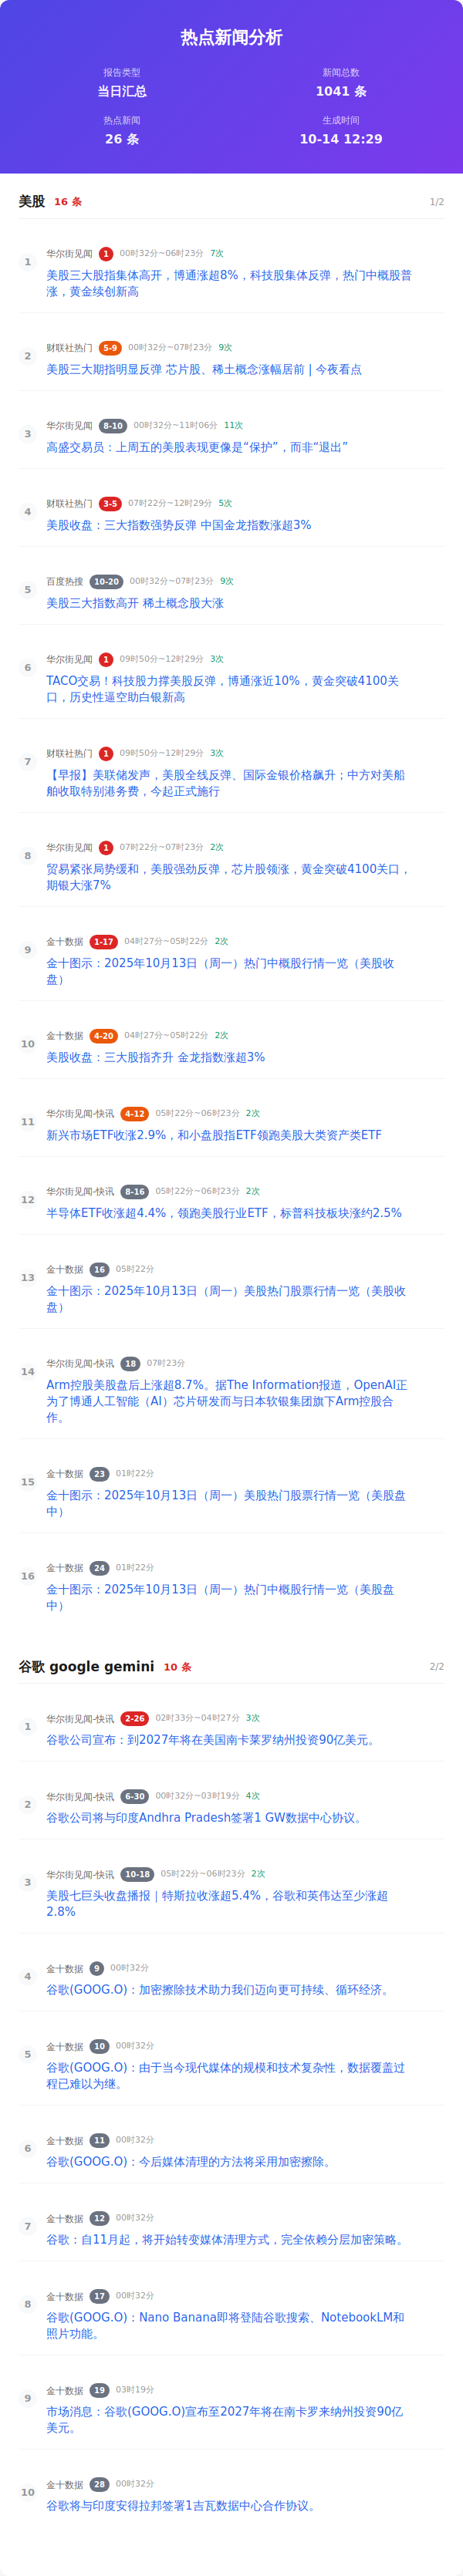 热点新闻分析
报告类型
当日汇总
新闻总数
1041 条
热点新闻
26 条
生成时间
10-14 12:29
美股 16 条 1/2
1 华尔街见闻 1 00时32分~06时23分 7次
美股三大股指集体高开，博通涨超8%，科技股集体反弹，热门中概股普
涨，黄金续创新高
2 财联社热门 5-9 00时32分~07时23分 9次
美股三大期指明显反弹 芯片股、稀土概念涨幅居前 | 今夜看点
3 华尔街见闻 8-10 00时32分~11时06分 11次
高盛交易员：上周五的美股表现更像是“保护”，而非“退出”
4 财联社热门 3-5 07时22分~12时29分 5次
美股收盘：三大指数强势反弹 中国金龙指数涨超3%
5 百度热搜 10-20 00时32分~07时23分 9次
美股三大指数高开 稀土概念股大涨
6 华尔街见闻 1 09时50分~12时29分 3次
TACO交易！科技股力撑美股反弹，博通涨近10%，黄金突破4100关
口，历史性逼空助白银新高
7 财联社热门 1 09时50分~12时29分 3次
【早报】美联储发声，美股全线反弹、国际金银价格飙升；中方对美船
舶收取特别港务费，今起正式施行
8 华尔街见闻 1 07时22分~07时23分 2次
贸易紧张局势缓和，美股强劲反弹，芯片股领涨，黄金突破4100关口，
期银大涨7%
9 金十数据 1-17 04时27分~05时22分 2次
金十图示：2025年10月13日（周一）热门中概股行情一览（美股收
盘）
10 金十数据 4-20 04时27分~05时22分 2次
美股收盘：三大股指齐升 金龙指数涨超3%
11 华尔街见闻-快讯 4-12 05时22分~06时23分 2次
新兴市场ETF收涨2.9%，和小盘股指ETF领跑美股大类资产类ETF
12 华尔街见闻-快讯 8-16 05时22分~06时23分 2次
半导体ETF收涨超4.4%，领跑美股行业ETF，标普科技板块涨约2.5%
13 金十数据 16 05时22分
金十图示：2025年10月13日（周一）美股热门股票行情一览（美股收
盘）
14 华尔街见闻-快讯 18 07时23分
Arm控股美股盘后上涨超8.7%。据The Information报道，OpenAI正
为了博通人工智能（AI）芯片研发而与日本软银集团旗下Arm控股合
作。
15 金十数据 23 01时22分
金十图示：2025年10月13日（周一）美股热门股票行情一览（美股盘
中）
16 金十数据 24 01时22分
金十图示：2025年10月13日（周一）热门中概股行情一览（美股盘
中）
谷歌 google gemini 10 条 2/2
1 华尔街见闻-快讯 2-26 02时33分~04时27分 3次
谷歌公司宣布：到2027年将在美国南卡莱罗纳州投资90亿美元。
2 华尔街见闻-快讯 6-30 00时32分~03时19分 4次
谷歌公司将与印度Andhra Pradesh签署1 GW数据中心协议。
3 华尔街见闻-快讯 10-18 05时22分~06时23分 2次
美股七巨头收盘播报｜特斯拉收涨超5.4%，谷歌和英伟达至少涨超
2.8%
4 金十数据 9 00时32分
谷歌(GOOG.O)：加密擦除技术助力我们迈向更可持续、循环经济。
5 金十数据 10 00时32分
谷歌(GOOG.O)：由于当今现代媒体的规模和技术复杂性，数据覆盖过
程已难以为继。
6 金十数据 11 00时32分
谷歌(GOOG.O)：今后媒体清理的方法将采用加密擦除。
7 金十数据 12 00时32分
谷歌：自11月起，将开始转变媒体清理方式，完全依赖分层加密策略。
8 金十数据 17 00时32分
谷歌(GOOG.O)：Nano Banana即将登陆谷歌搜索、NotebookLM和
照片功能。
9 金十数据 19 03时19分
市场消息：谷歌(GOOG.O)宣布至2027年将在南卡罗来纳州投资90亿
美元。
10 金十数据 28 00时32分
谷歌将与印度安得拉邦签署1吉瓦数据中心合作协议。